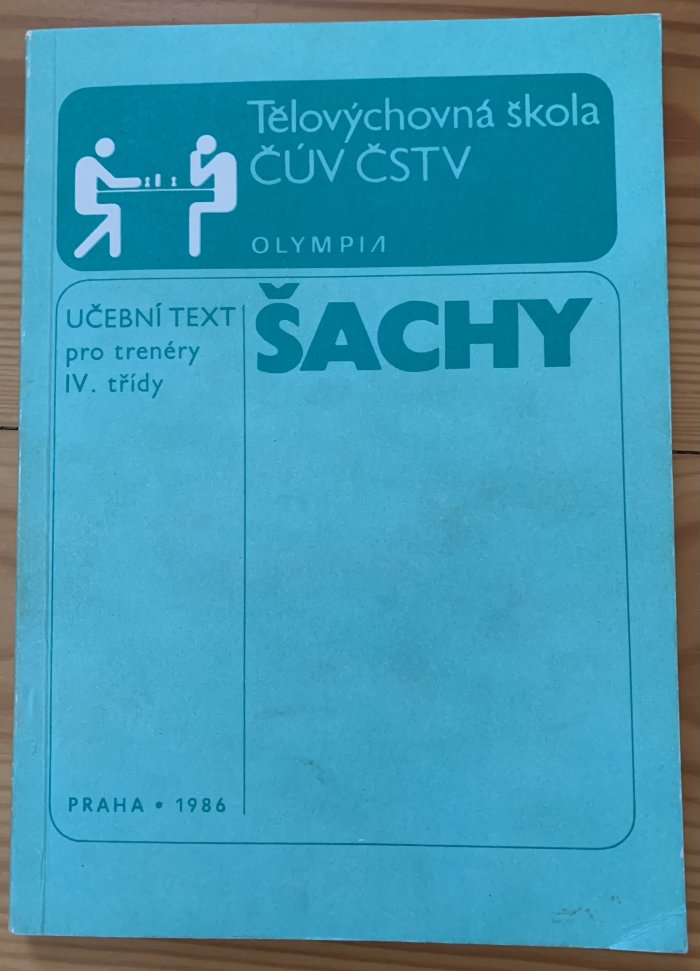 Tělovýchovná škola
ČÚV ČSTV
OLYMPIA
UČEBNÍ TEXT
pro trenéry
IV. třídy
ŠACHY
PRAHA • 1986